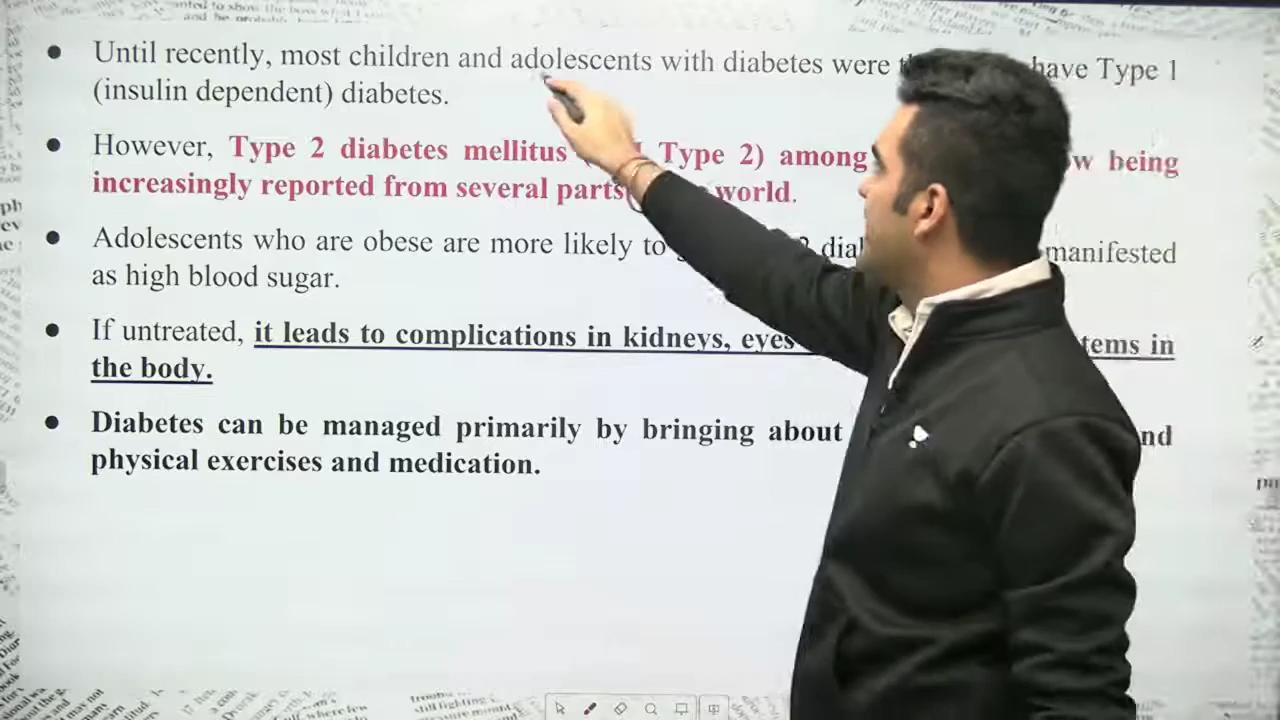 Until recently, most children and adolescents with diabetes were have Type 1
(insulin dependent) diabetes.
However, Type 2 diabetes mellitus Type 2) among being
increasingly reported from several parts world.
Adolescents who are obese are more likely to manifested
as high blood sugar.
If untreated, it leads to complications in kidneys, eyes in
the body.
Diabetes can be managed primarily by bringing about
physical exercises and medication.